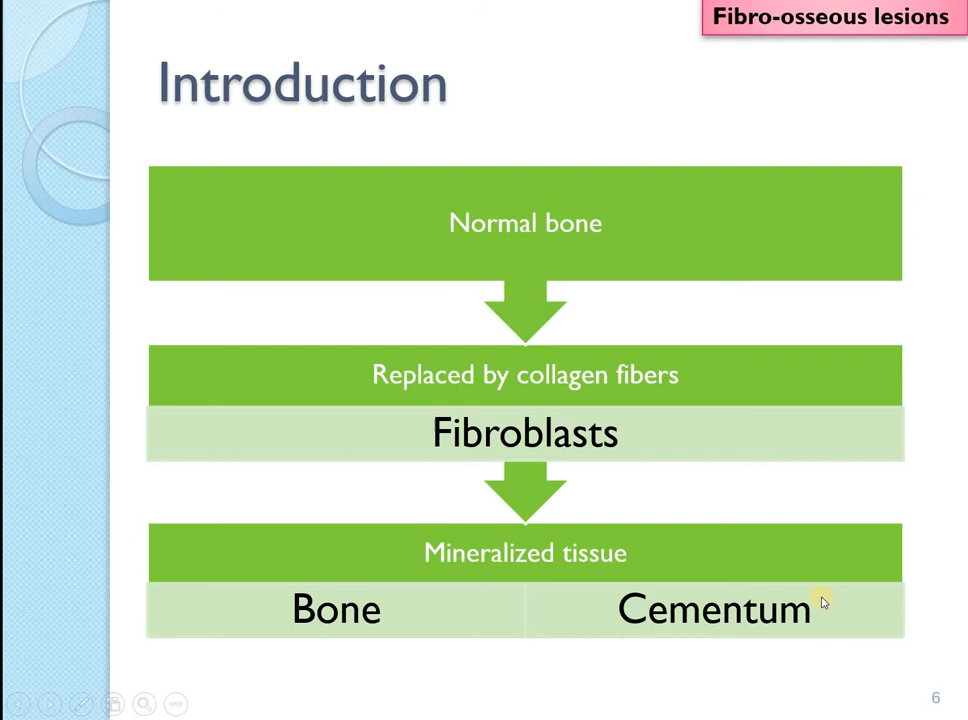 Fibro-osseous lesions
Introduction
Normal bone
Replaced by collagen fibers
Fibroblasts
Mineralized tissue
Bone
Cementum
6